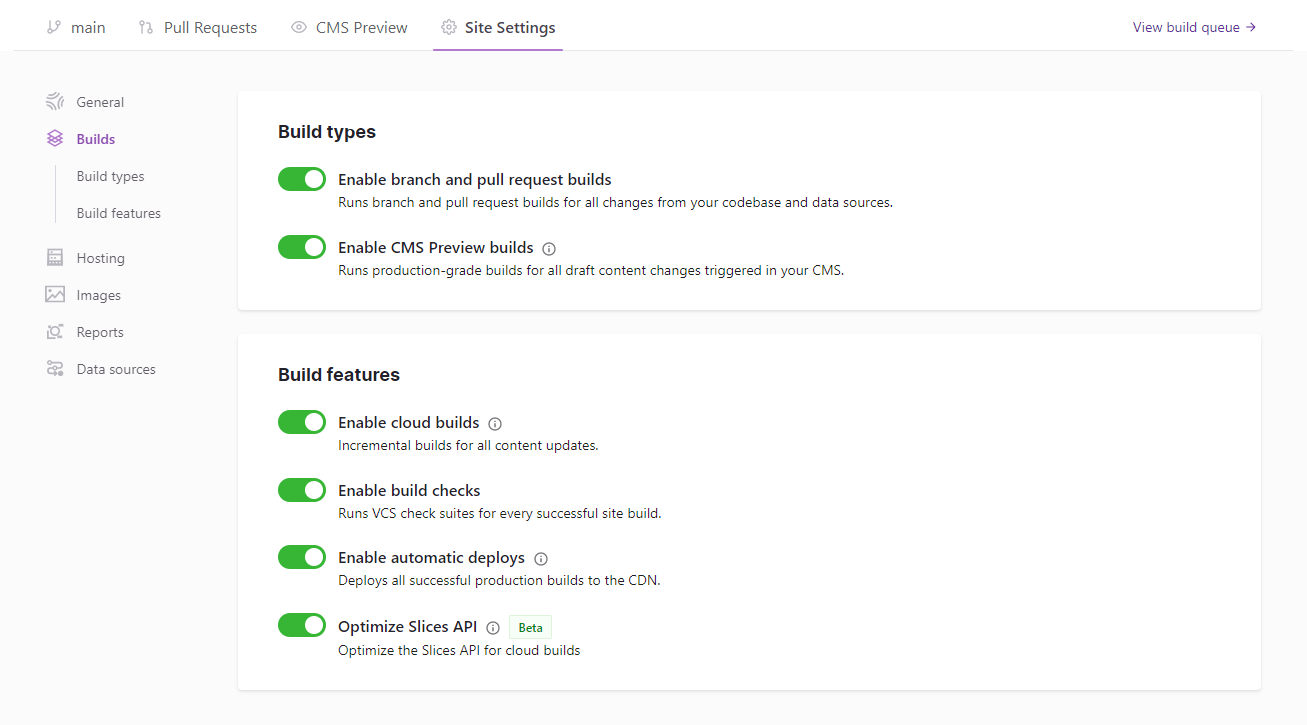 main
Pull Requests
CMS Preview
Site Settings
View build queue →
General
Builds
Build types
Build features
Hosting
Images
Reports
Data sources
Build types
Enable branch and pull request builds
Runs branch and pull request builds for all changes from your codebase and data sources.
Enable CMS Preview builds
Runs production-grade builds for all draft content changes triggered in your CMS.
Build features
Enable cloud builds
Incremental builds for all content updates.
Enable build checks
Runs VCS check suites for every successful site build.
Enable automatic deploys
Deploys all successful production builds to the CDN.
Optimize Slices API Beta
Optimize the Slices API for cloud builds